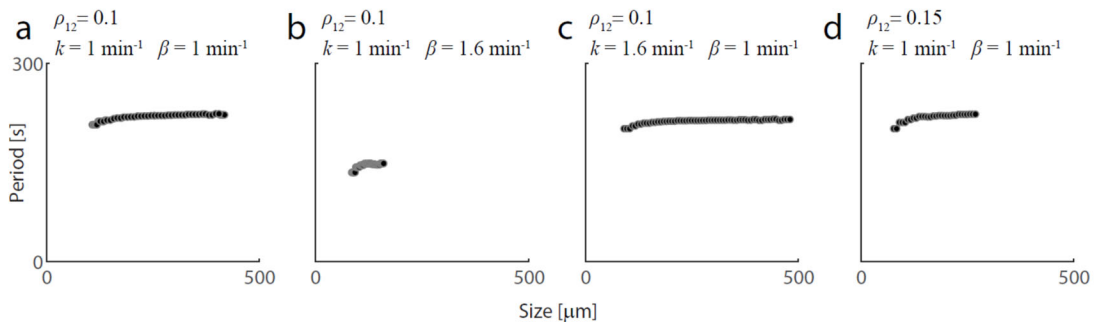 a ρ12= 0.1
k = 1 min-1 β = 1 min-1
b ρ12= 0.1
k = 1 min-1 β = 1.6 min-1
c ρ12= 0.1
k = 1.6 min-1 β = 1 min-1
d ρ12= 0.15
k = 1 min-1 β = 1 min-1
300
Period [s]
0
0 500
0 500
0 500
0 500
Size [μm]